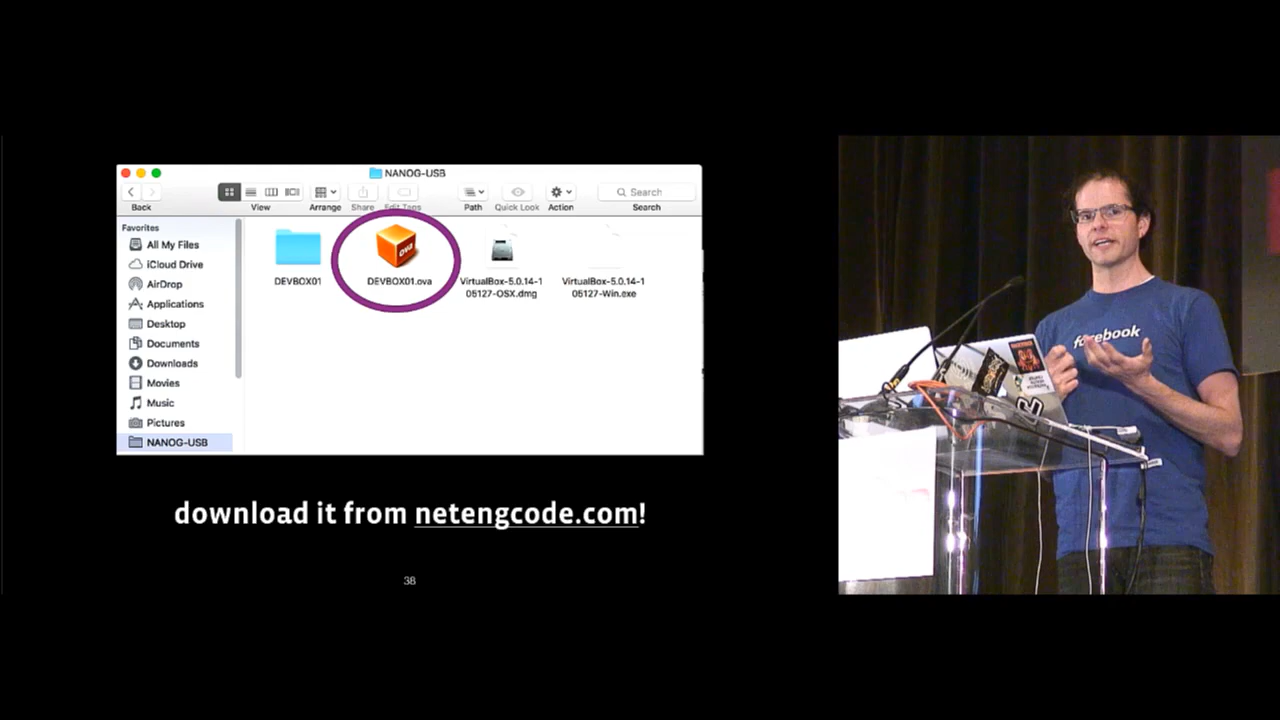 NANOG-USB
Back
View
Arrange
Share
Edit Tags
Path
Quick Look
Action
Search
Search
Favorites
All My Files
iCloud Drive
AirDrop
Applications
Desktop
Documents
Downloads
Movies
Music
Pictures
NANOG-USB
DEVBOX01
ova
DEVBOX01.ova
VirtualBox-5.0.14-1
05127-OSX.dmg
VirtualBox-5.0.14-1
05127-Win.exe
download it from netengcode.com!
38
facebook